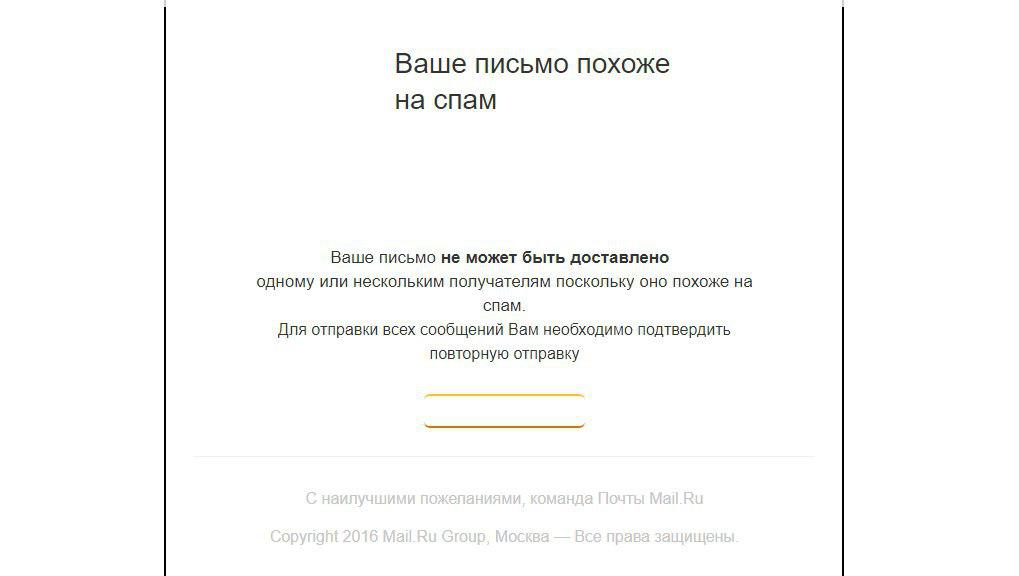 Ваше письмо похоже
на спам
Ваше письмо не может быть доставлено
одному или нескольким получателям поскольку оно похоже на
спам.
Для отправки всех сообщений Вам необходимо подтвердить
повторную отправку
С наилучшими пожеланиями, команда Почты Mail.Ru
Copyright 2016 Mail.Ru Group, Москва — Все права защищены.